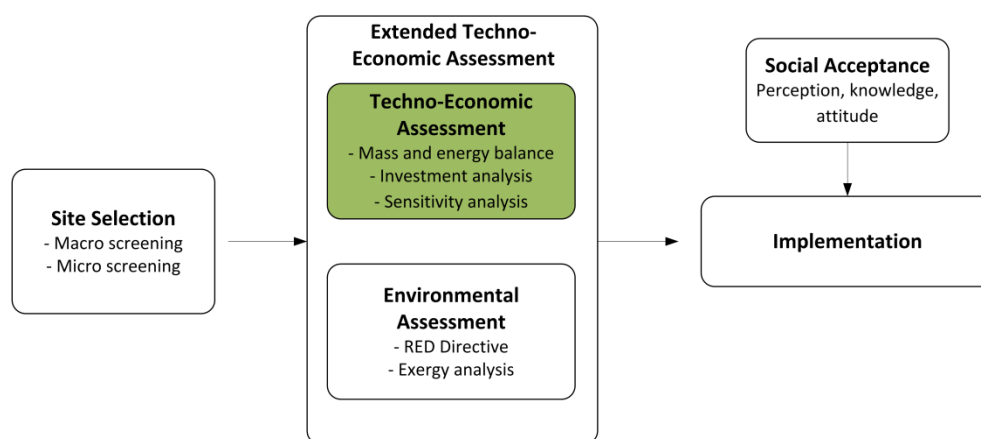 Site Selection
- Macro screening
- Micro screening
Extended Techno-
Economic Assessment
Techno-Economic
Assessment
- Mass and energy balance
- Investment analysis
- Sensitivity analysis
Environmental
Assessment
- RED Directive
- Exergy analysis
Social Acceptance
Perception, knowledge,
attitude
Implementation